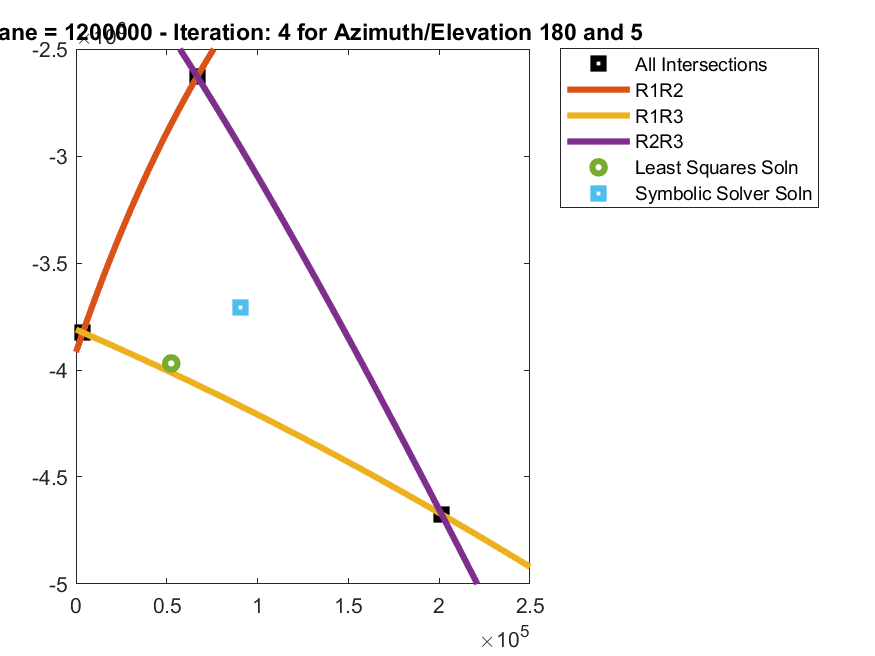 ane = 1200000 - Iteration: 4 for Azimuth/Elevation 180 and 5
-2.5
-3
-3.5
-4
-4.5
-5
0
0.5
1
1.5
2
2.5
×10^5
All Intersections
R1R2
R1R3
R2R3
Least Squares Soln
Symbolic Solver Soln